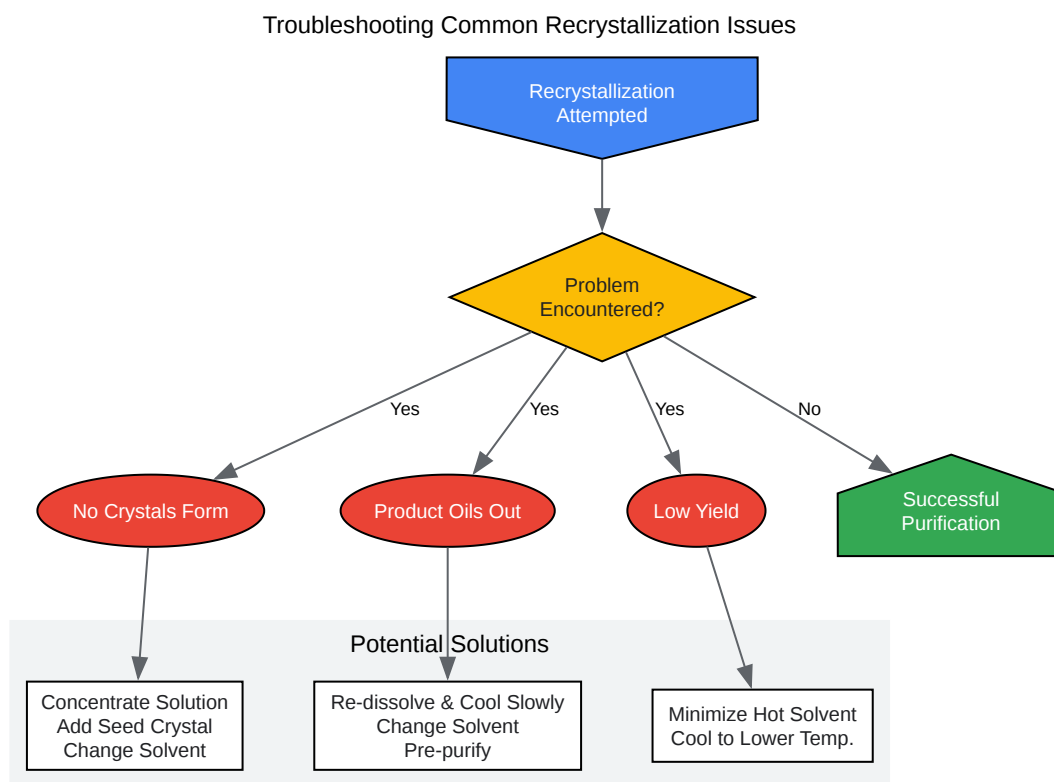 Troubleshooting Common Recrystallization Issues
Recrystallization
Attempted
Problem
Encountered?
Yes
Yes
Yes
No
No Crystals Form
Product Oils Out
Low Yield
Successful
Purification
Potential Solutions
Concentrate Solution
Add Seed Crystal
Change Solvent
Re-dissolve & Cool Slowly
Change Solvent
Pre-purify
Minimize Hot Solvent
Cool to Lower Temp.